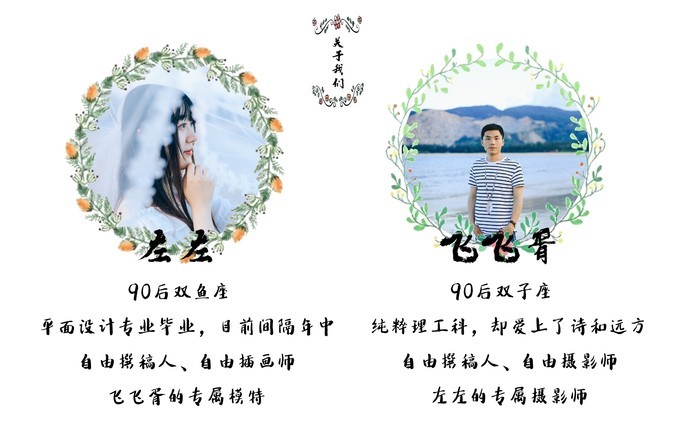 关于我们
左左
90后双鱼座
平面设计专业毕业，目前间隔年中
自由撰稿人、自由插画师
飞飞胥的专属模特
飞飞胥
90后双子座
纯粹理工科，却爱上了诗和远方
自由撰稿人、自由摄影师
左左的专属摄影师